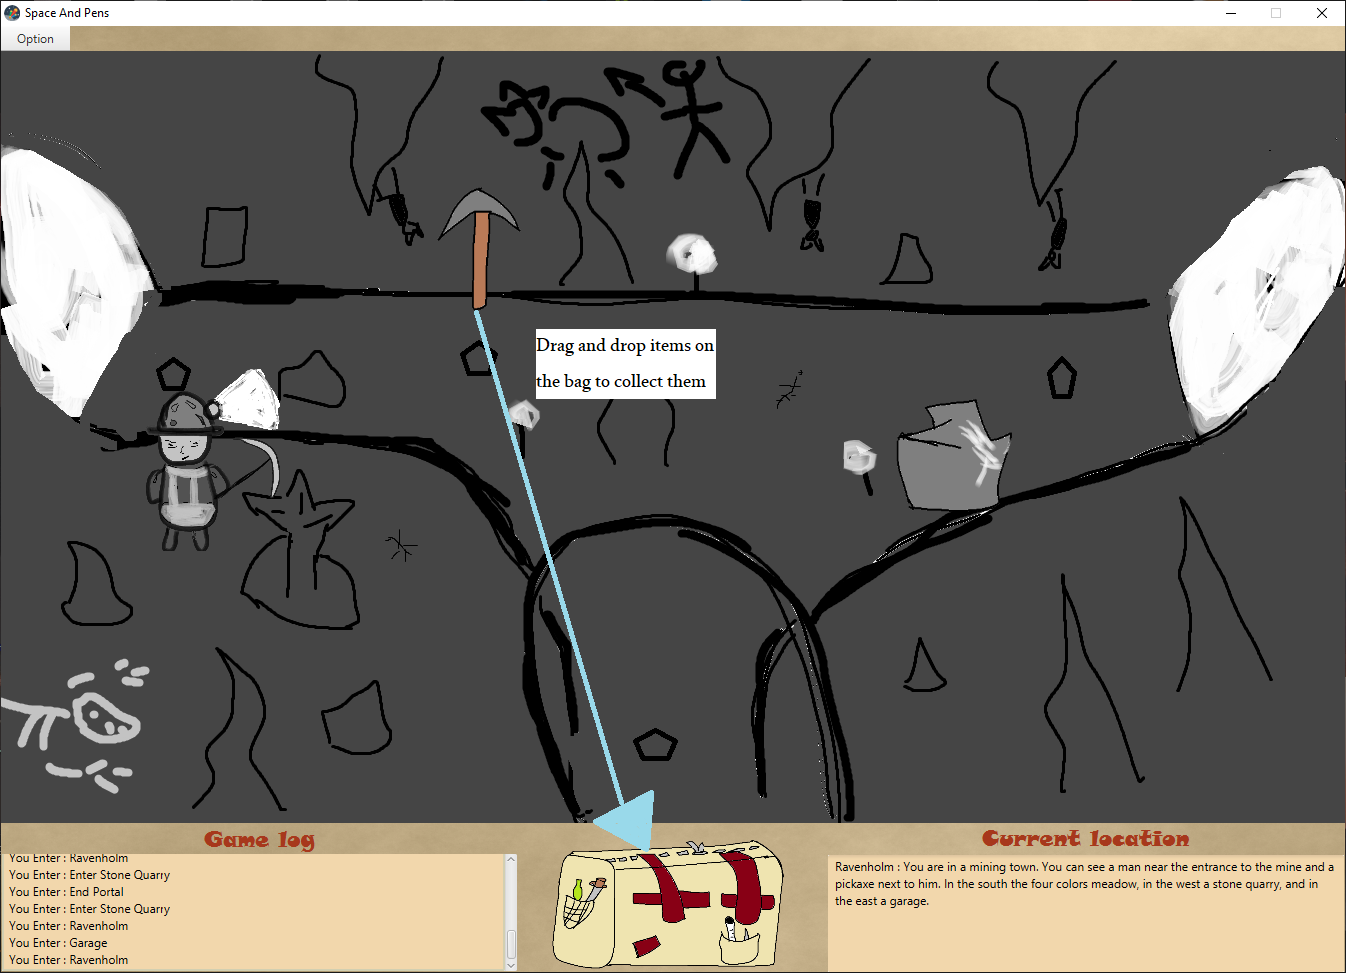 Space And Pens
Option
Drag and drop items on
the bag to collect them
Game log
You Enter : Ravenholm
You Enter : Enter Stone Quarry
You Enter : End Portal
You Enter : Enter Stone Quarry
You Enter : Ravenholm
You Enter : Garage
You Enter : Ravenholm
Current location
Ravenholm : You are in a mining town. You can see a man near the entrance to the mine and a
pickaxe next to him. In the south the four colors meadow, in the west a stone quarry, and in
the east a garage.